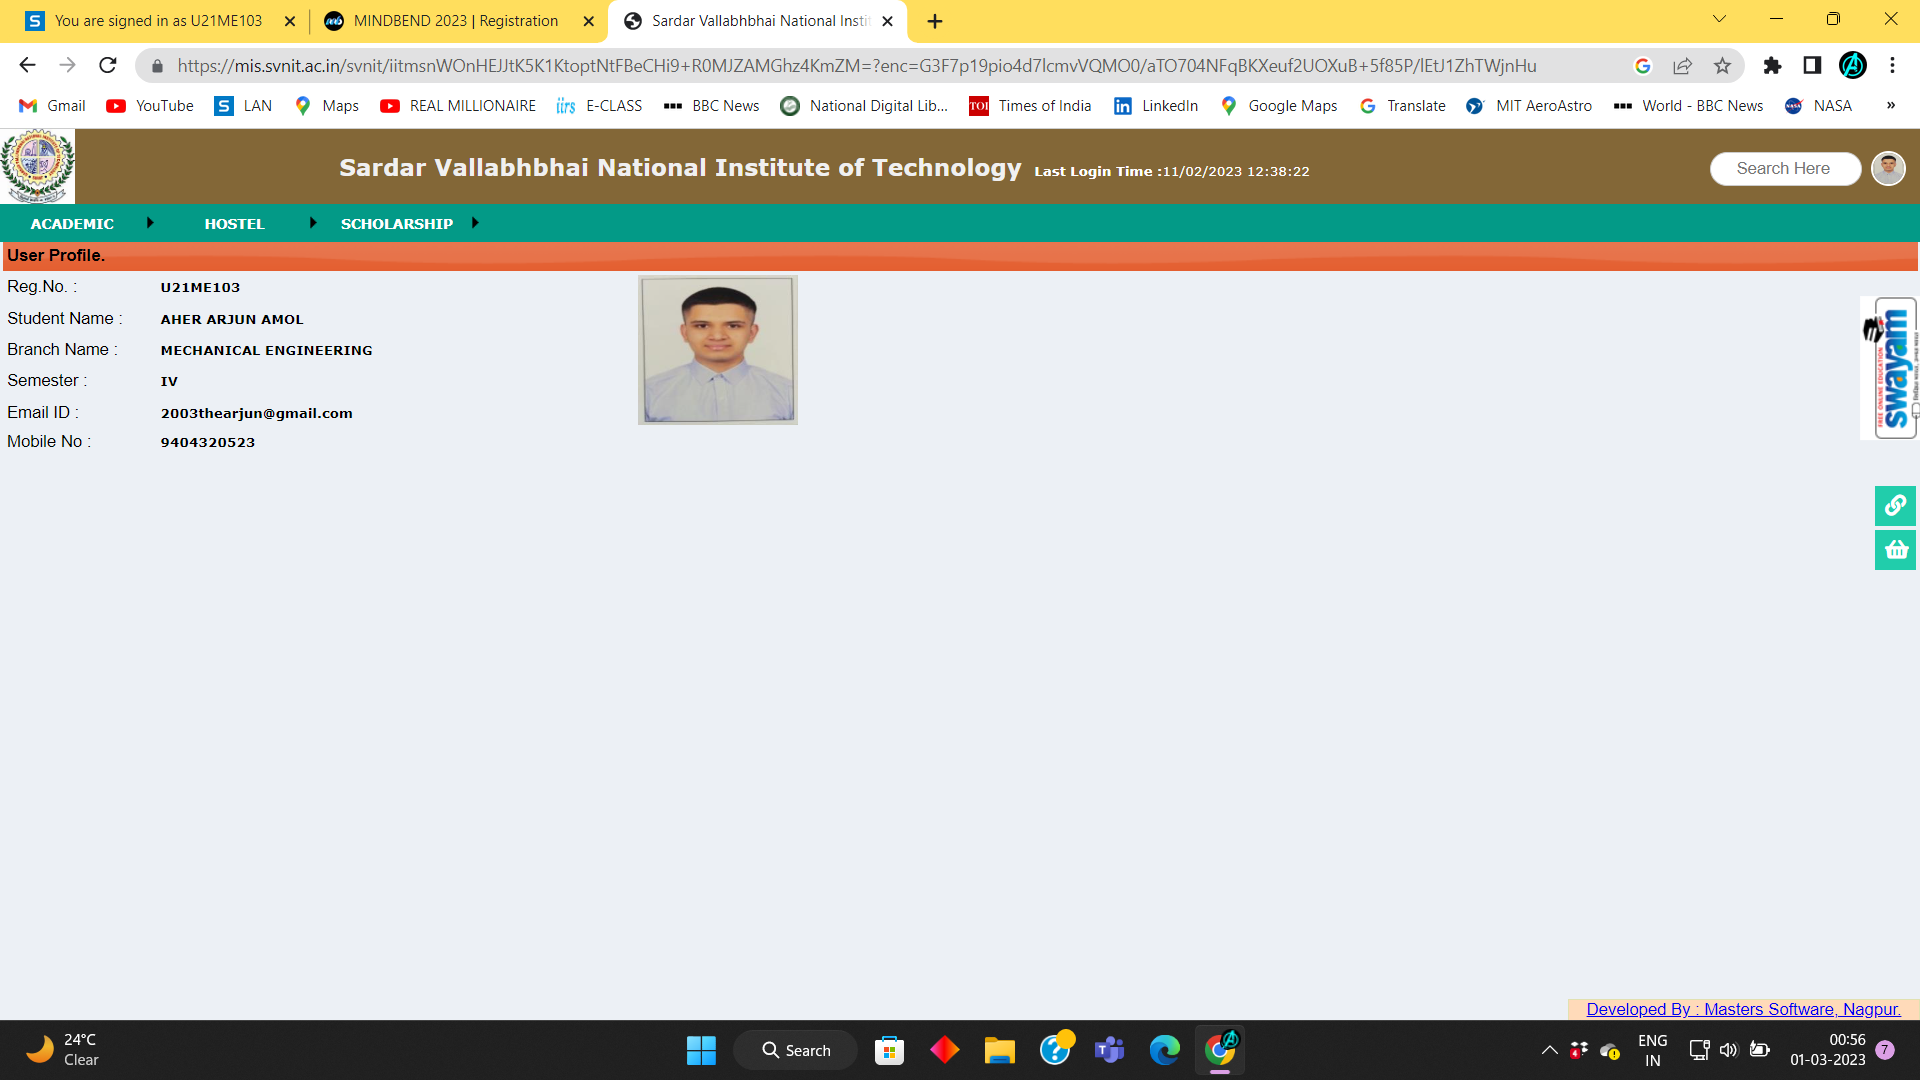 You are signed in as U21ME103
MINDBEND 2023 | Registration
Sardar Vallabhbhai National Insti
https://mis.svnit.ac.in/svnit/iitmsnWOnHEJJtK5K1KtoptNtFBeCHi9+R0MJZAMGhz4KmZM=?enc=G3F7p19pio4d7lcmvVQMO0/aTO704NFqBKXeuf2UOXuB+5f85P/lEtJ1ZhTWjnHu
Gmail YouTube LAN Maps REAL MILLIONAIRE E-CLASS BBC News National Digital Lib... Times of India LinkedIn Google Maps Translate MIT AeroAstro World - BBC News NASA »
Sardar Vallabhbhai National Institute of Technology Last Login Time :11/02/2023 12:38:22
Search Here
ACADEMIC HOSTEL SCHOLARSHIP
User Profile.
Reg.No. : U21ME103
Student Name : AHER ARJUN AMOL
Branch Name : MECHANICAL ENGINEERING
Semester : IV
Email ID : 2003thearjun@gmail.com
Mobile No : 9404320523
swayam
FREE ONLINE EDUCATION
Developed By : Masters Software, Nagpur.
24°C
Clear
Search
ENG
IN
00:56
01-03-2023
7